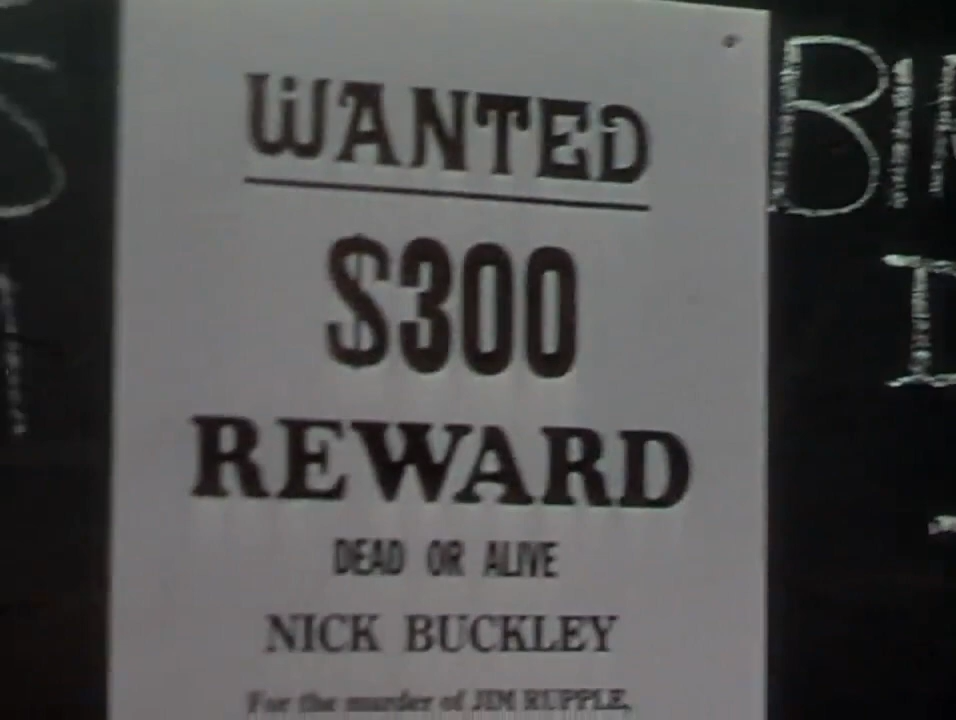 WANTED
$300
REWARD
DEAD OR ALIVE
NICK BUCKLEY
For the murder of JIM RUPPLE,